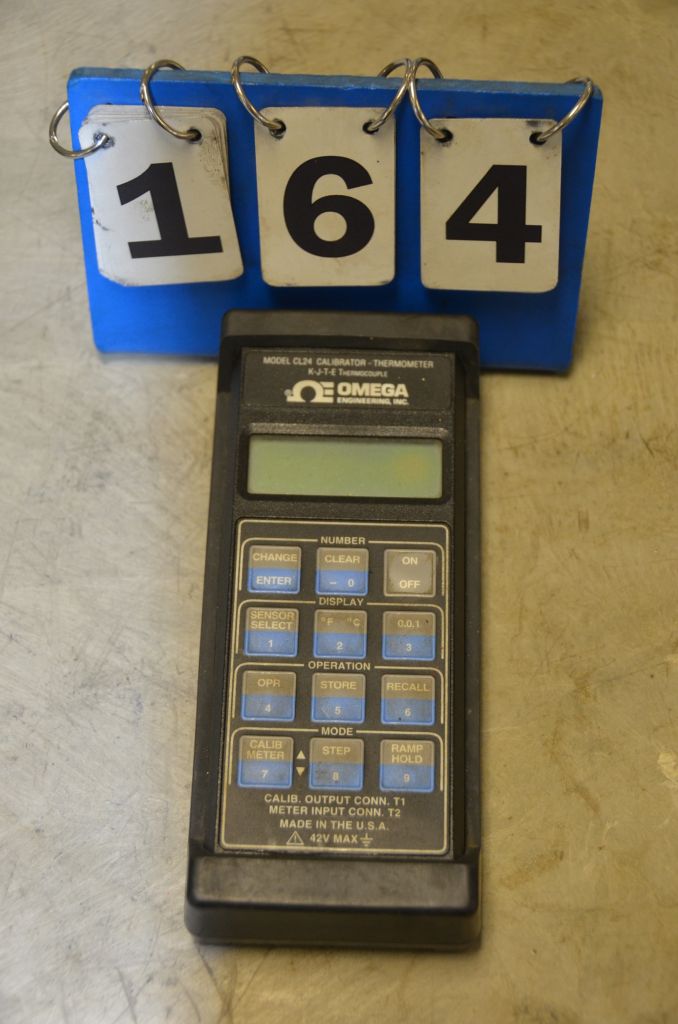 164
MODEL CL24 CALIBRATOR - THERMOMETER
K-J-T-E THERMOCOUPLE
® OMEGA
ENGINEERING, INC.
NUMBER
CHANGE CLEAR ON
ENTER – 0 OFF
DISPLAY
SENSOR SELECT °F °C 0.0.1
1 2 3
OPERATION
OPR STORE RECALL
4 5 6
MODE
CALIB METER STEP RAMP HOLD
7 8 9
CALIB. OUTPUT CONN. T1
METER INPUT CONN. T2
MADE IN THE U.S.A.
42V MAX